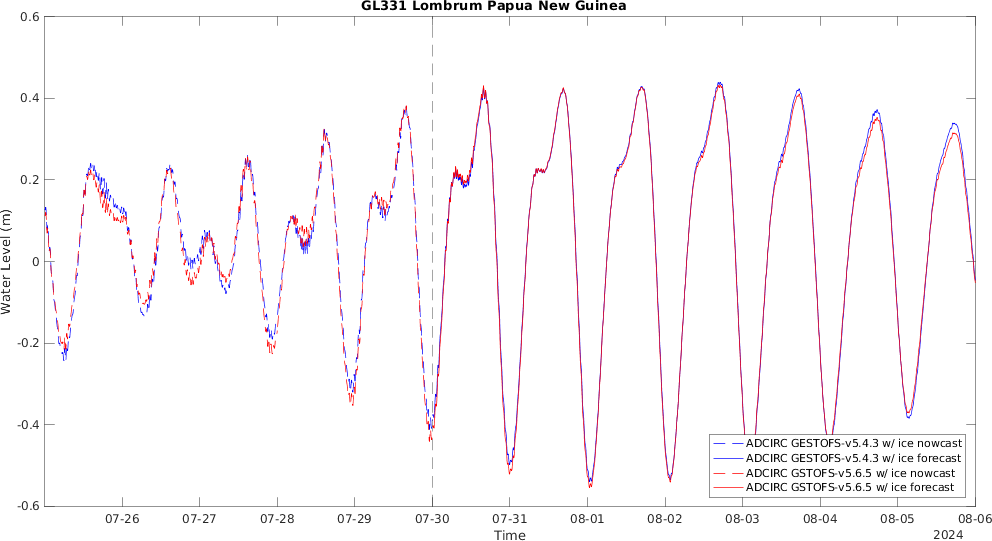 GL331 Lombrum Papua New Guinea
Water Level (m)
0.6
0.4
0.2
0
-0.2
-0.4
-0.6
ADCIRC GESTOFS-v5.4.3 w/ ice nowcast
ADCIRC GESTOFS-v5.4.3 w/ ice forecast
ADCIRC GSTOFS-v5.6.5 w/ ice nowcast
ADCIRC GSTOFS-v5.6.5 w/ ice forecast
07-26 07-27 07-28 07-29 07-30 07-31 08-01 08-02 08-03 08-04 08-05 08-06
Time
2024